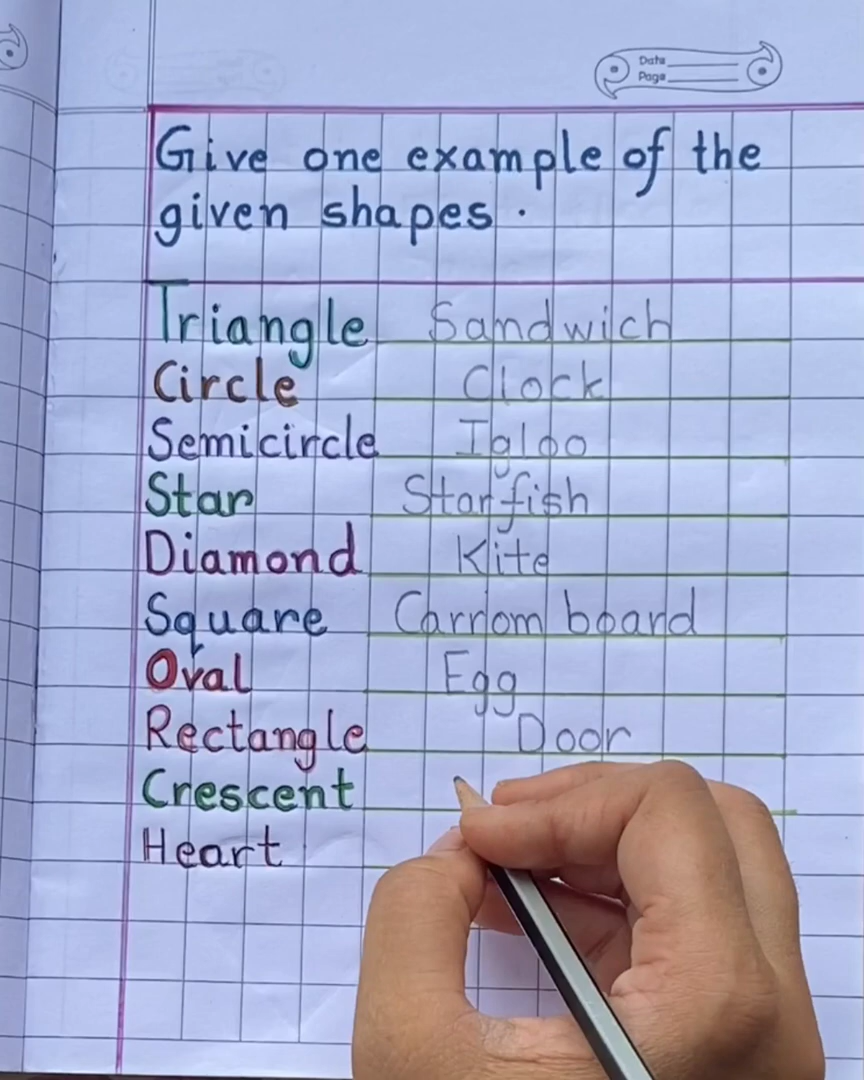 Date
Page
Give one example of the
given shapes.
Triangle Sandwich
Circle Clock
Semicircle Igloo
Star Starfish
Diamond Kite
Square Carrom board
Oval Egg
Rectangle Door
Crescent
Heart